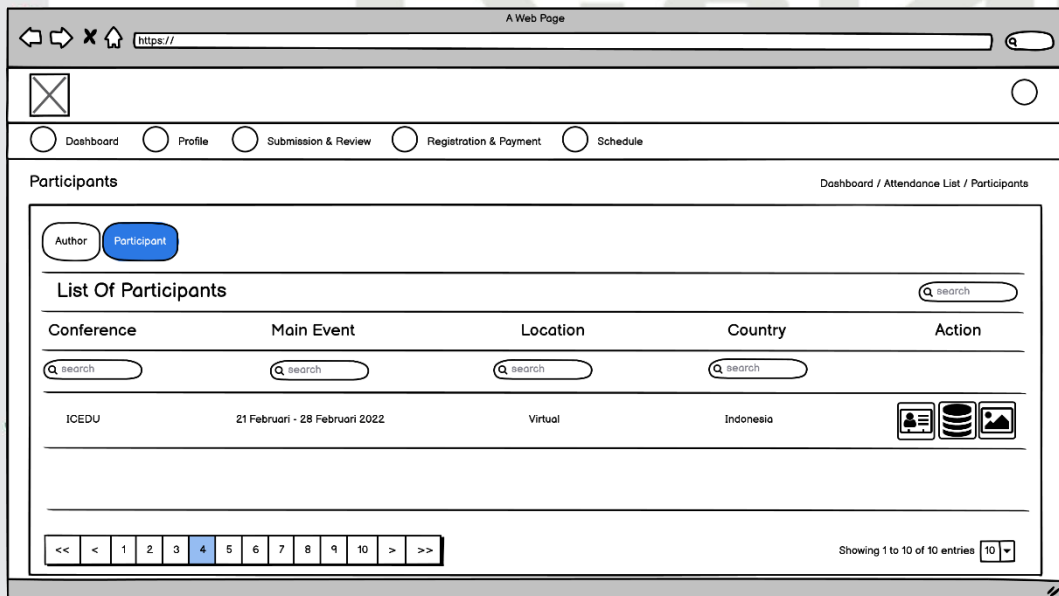 A Web Page
https://
Dashboard Profile Submission & Review Registration & Payment Schedule
Participants
Dashboard / Attendance List / Participants
Author Participant
List Of Participants
search
Conference Main Event Location Country Action
search search search search
ICEDU 21 Februari - 28 Februari 2022 Virtual Indonesia
<< < 1 2 3 4 5 6 7 8 9 10 > >>
Showing 1 to 10 of 10 entries 10